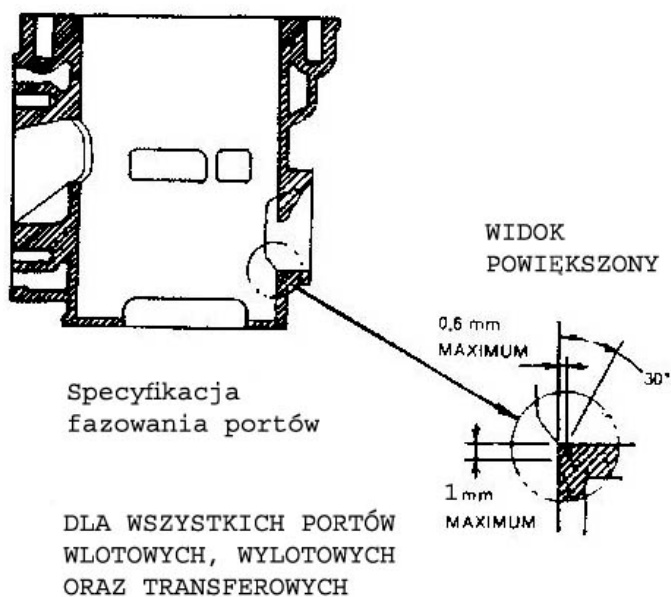 WIDOK
POWIĘKSZONY
0,6 mm
MAXIMUM
30°
Specyfikacja
fazowania portów
1 mm
MAXIMUM
DLA WSZYSTKICH PORTÓW
WLOTOWYCH, WYLOTOWYCH
ORAZ TRANSFEROWYCH